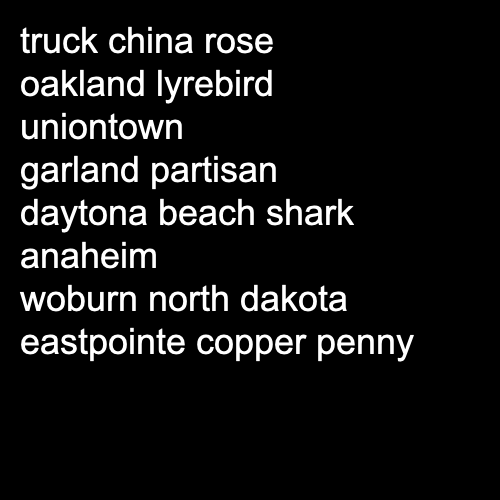 truck china rose
oakland lyrebird
uniontown
garland partisan
daytona beach shark
anaheim
woburn north dakota
eastpointe copper penny